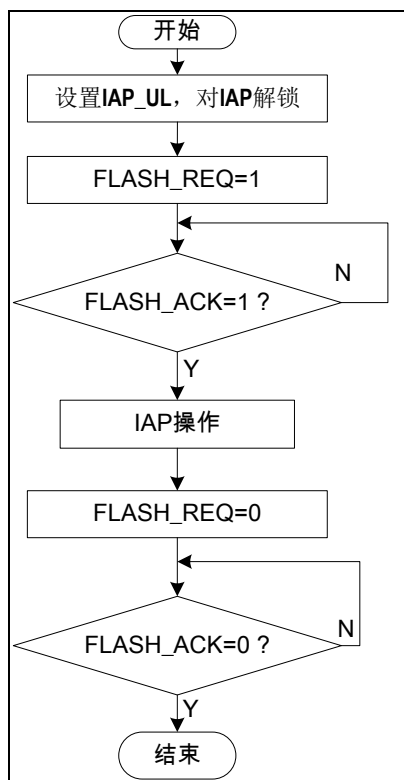 开始
设置IAP_UL，对IAP解锁
FLASH_REQ=1
N
FLASH_ACK=1 ?
Y
IAP操作
FLASH_REQ=0
N
FLASH_ACK=0 ?
Y
结束